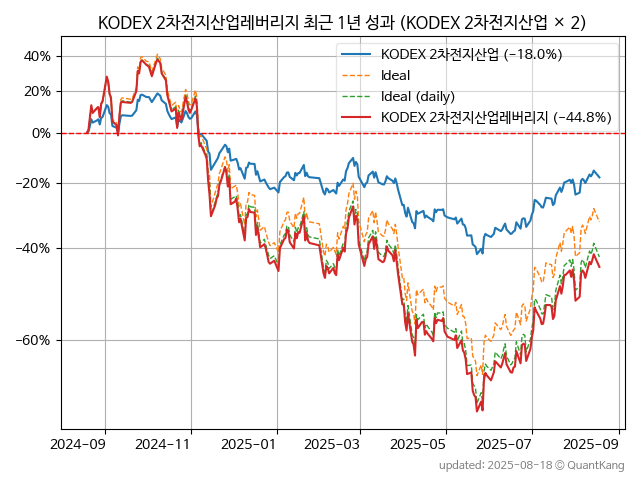 KODEX 2차전지산업레버리지 최근 1년 성과 (KODEX 2차전지산업 × 2)
KODEX 2차전지산업 (−18.0%)
Ideal
Ideal (daily)
KODEX 2차전지산업레버리지 (−44.8%)
40%
20%
0%
−20%
−40%
−60%
2024−09
2024−11
2025−01
2025−03
2025−05
2025−07
2025−09
updated: 2025-08-18 © QuantKang